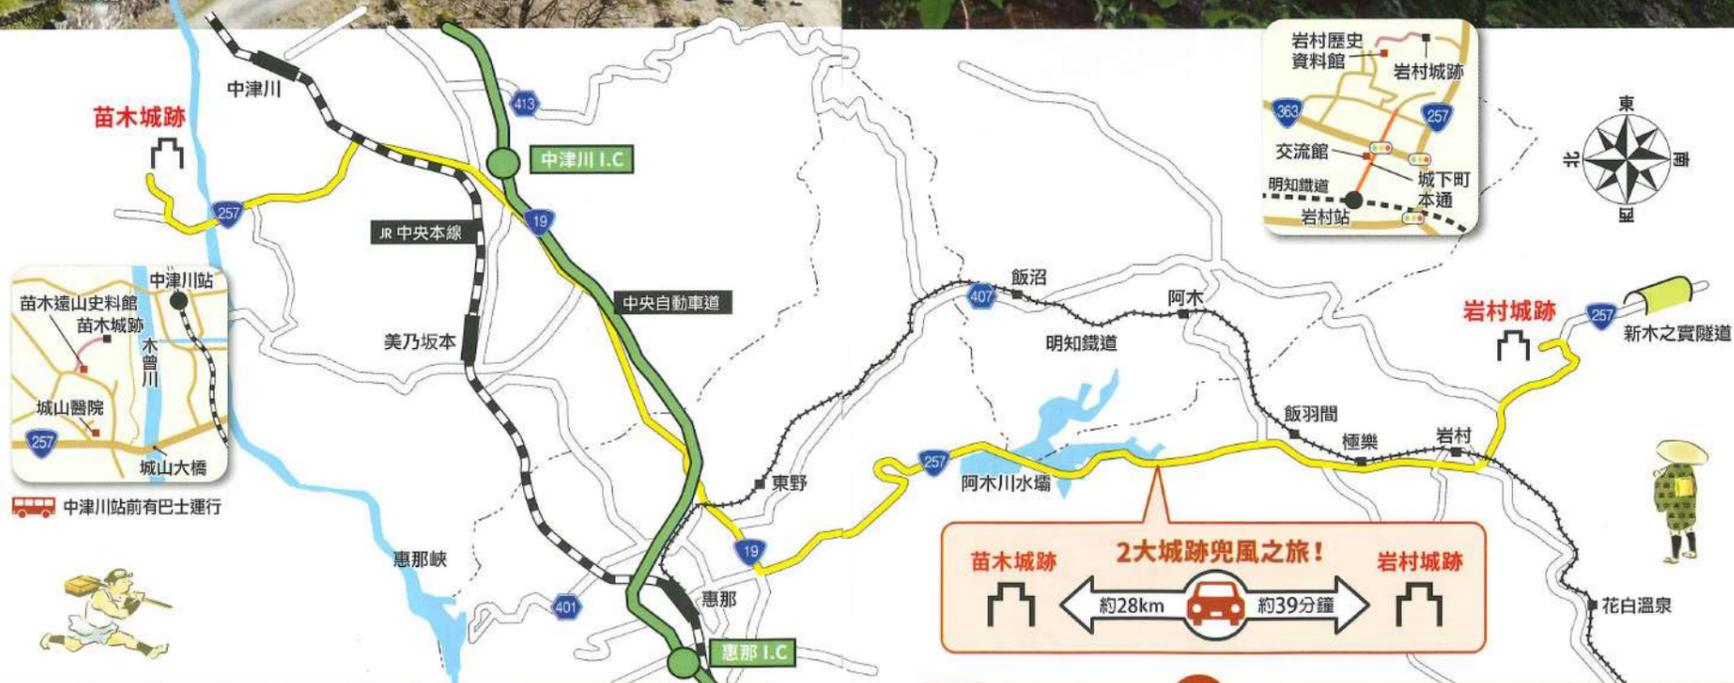 中津川
苗木城跡
413
中津川 I.C
257
19
JR 中央本線
中央自動車道
美乃坂本
中津川站
苗木遠山史料館
苗木城跡
木曾川
城山醫院
257
城山大橋
中津川站前有巴士運行
惠那峽
401
惠那
惠那 I.C
19
東野
257
阿木川水壩
407
飯沼
明知鐵道
阿木
飯羽間
極樂
岩村
岩村城跡
257
新木之實隧道
花白溫泉
岩村歷史
資料館
岩村城跡
363
257
交流館
城下町
本通
明知鐵道
岩村站
東
北
南
西
2大城跡兜風之旅！
苗木城跡
岩村城跡
約28km
約39分鐘